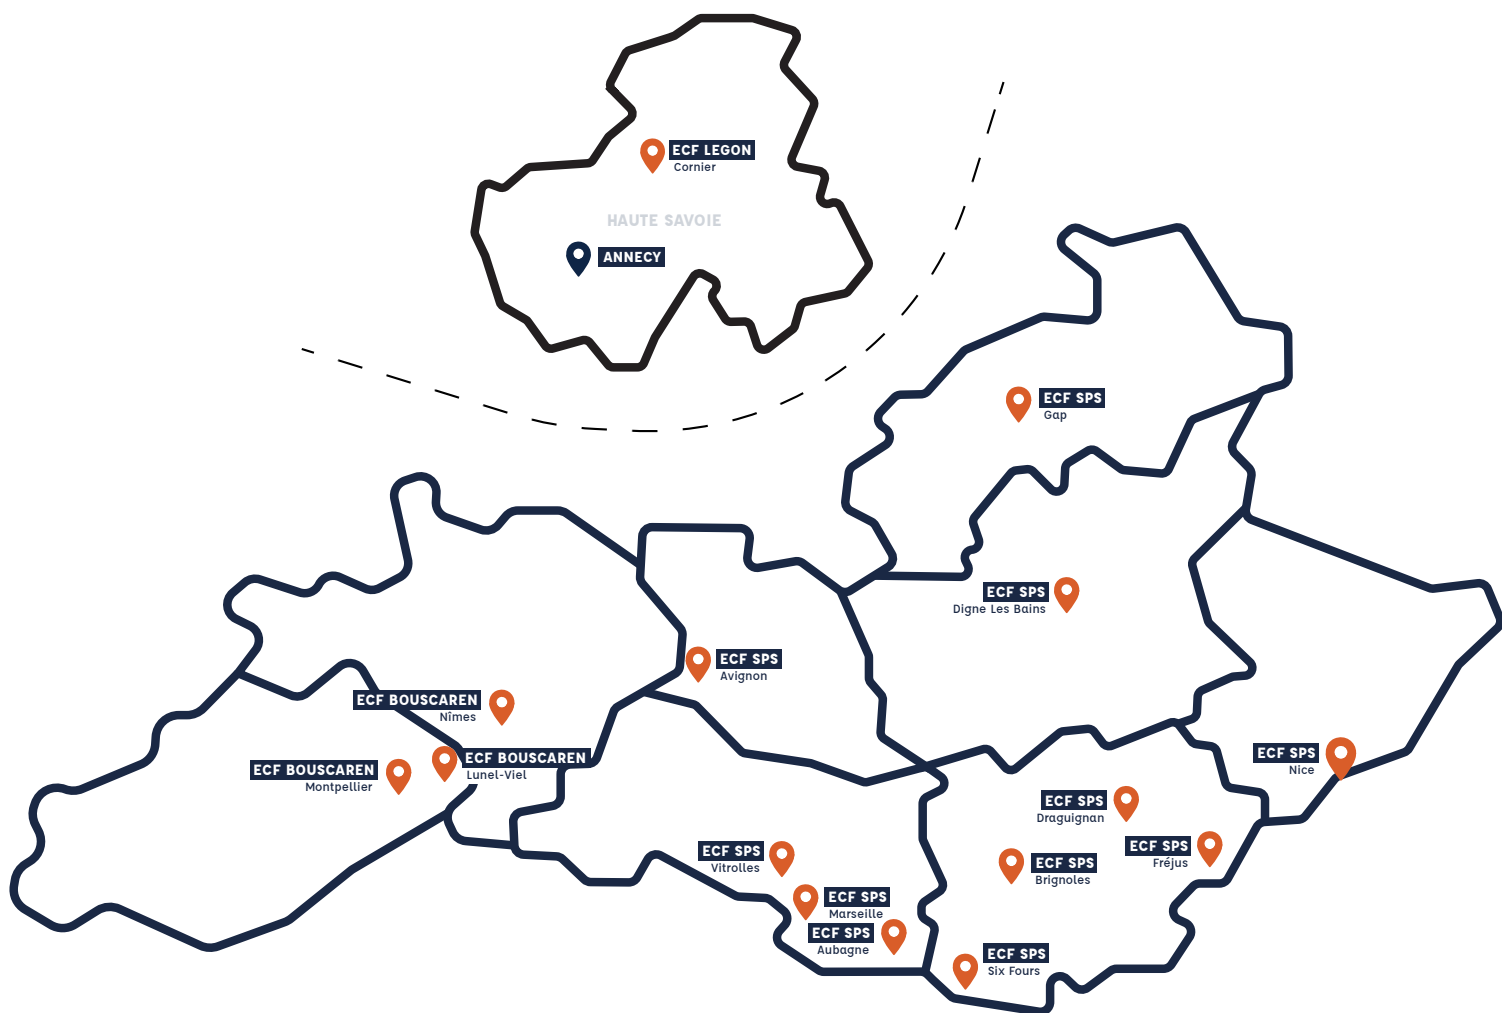 ECF LEGON
Cornier
HAUTE SAVOIE
ANNECY
ECF SPS
Gap
ECF SPS
Digne Les Bains
ECF SPS
Avignon
ECF BOUSCAREN
Nîmes
ECF BOUSCAREN
Lunel-Viel
ECF BOUSCAREN
Montpellier
ECF SPS
Nice
ECF SPS
Draguignan
ECF SPS
Fréjus
ECF SPS
Brignoles
ECF SPS
Vitrolles
ECF SPS
Marseille
ECF SPS
Aubagne
ECF SPS
Six Fours